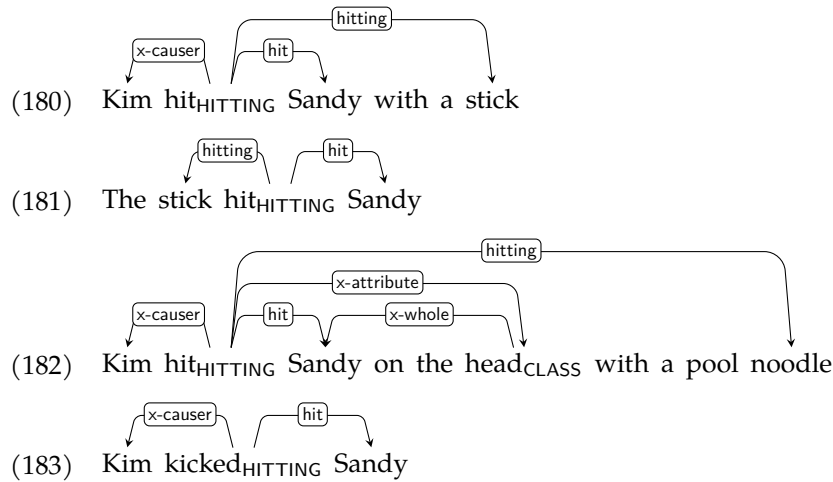 hitting
x-causer hit
(180) Kim hitHITTING Sandy with a stick
hitting hit
(181) The stick hitHITTING Sandy
hitting
x-attribute
x-causer hit x-whole
(182) Kim hitHITTING Sandy on the headCLASS with a pool noodle
x-causer hit
(183) Kim kickedHITTING Sandy